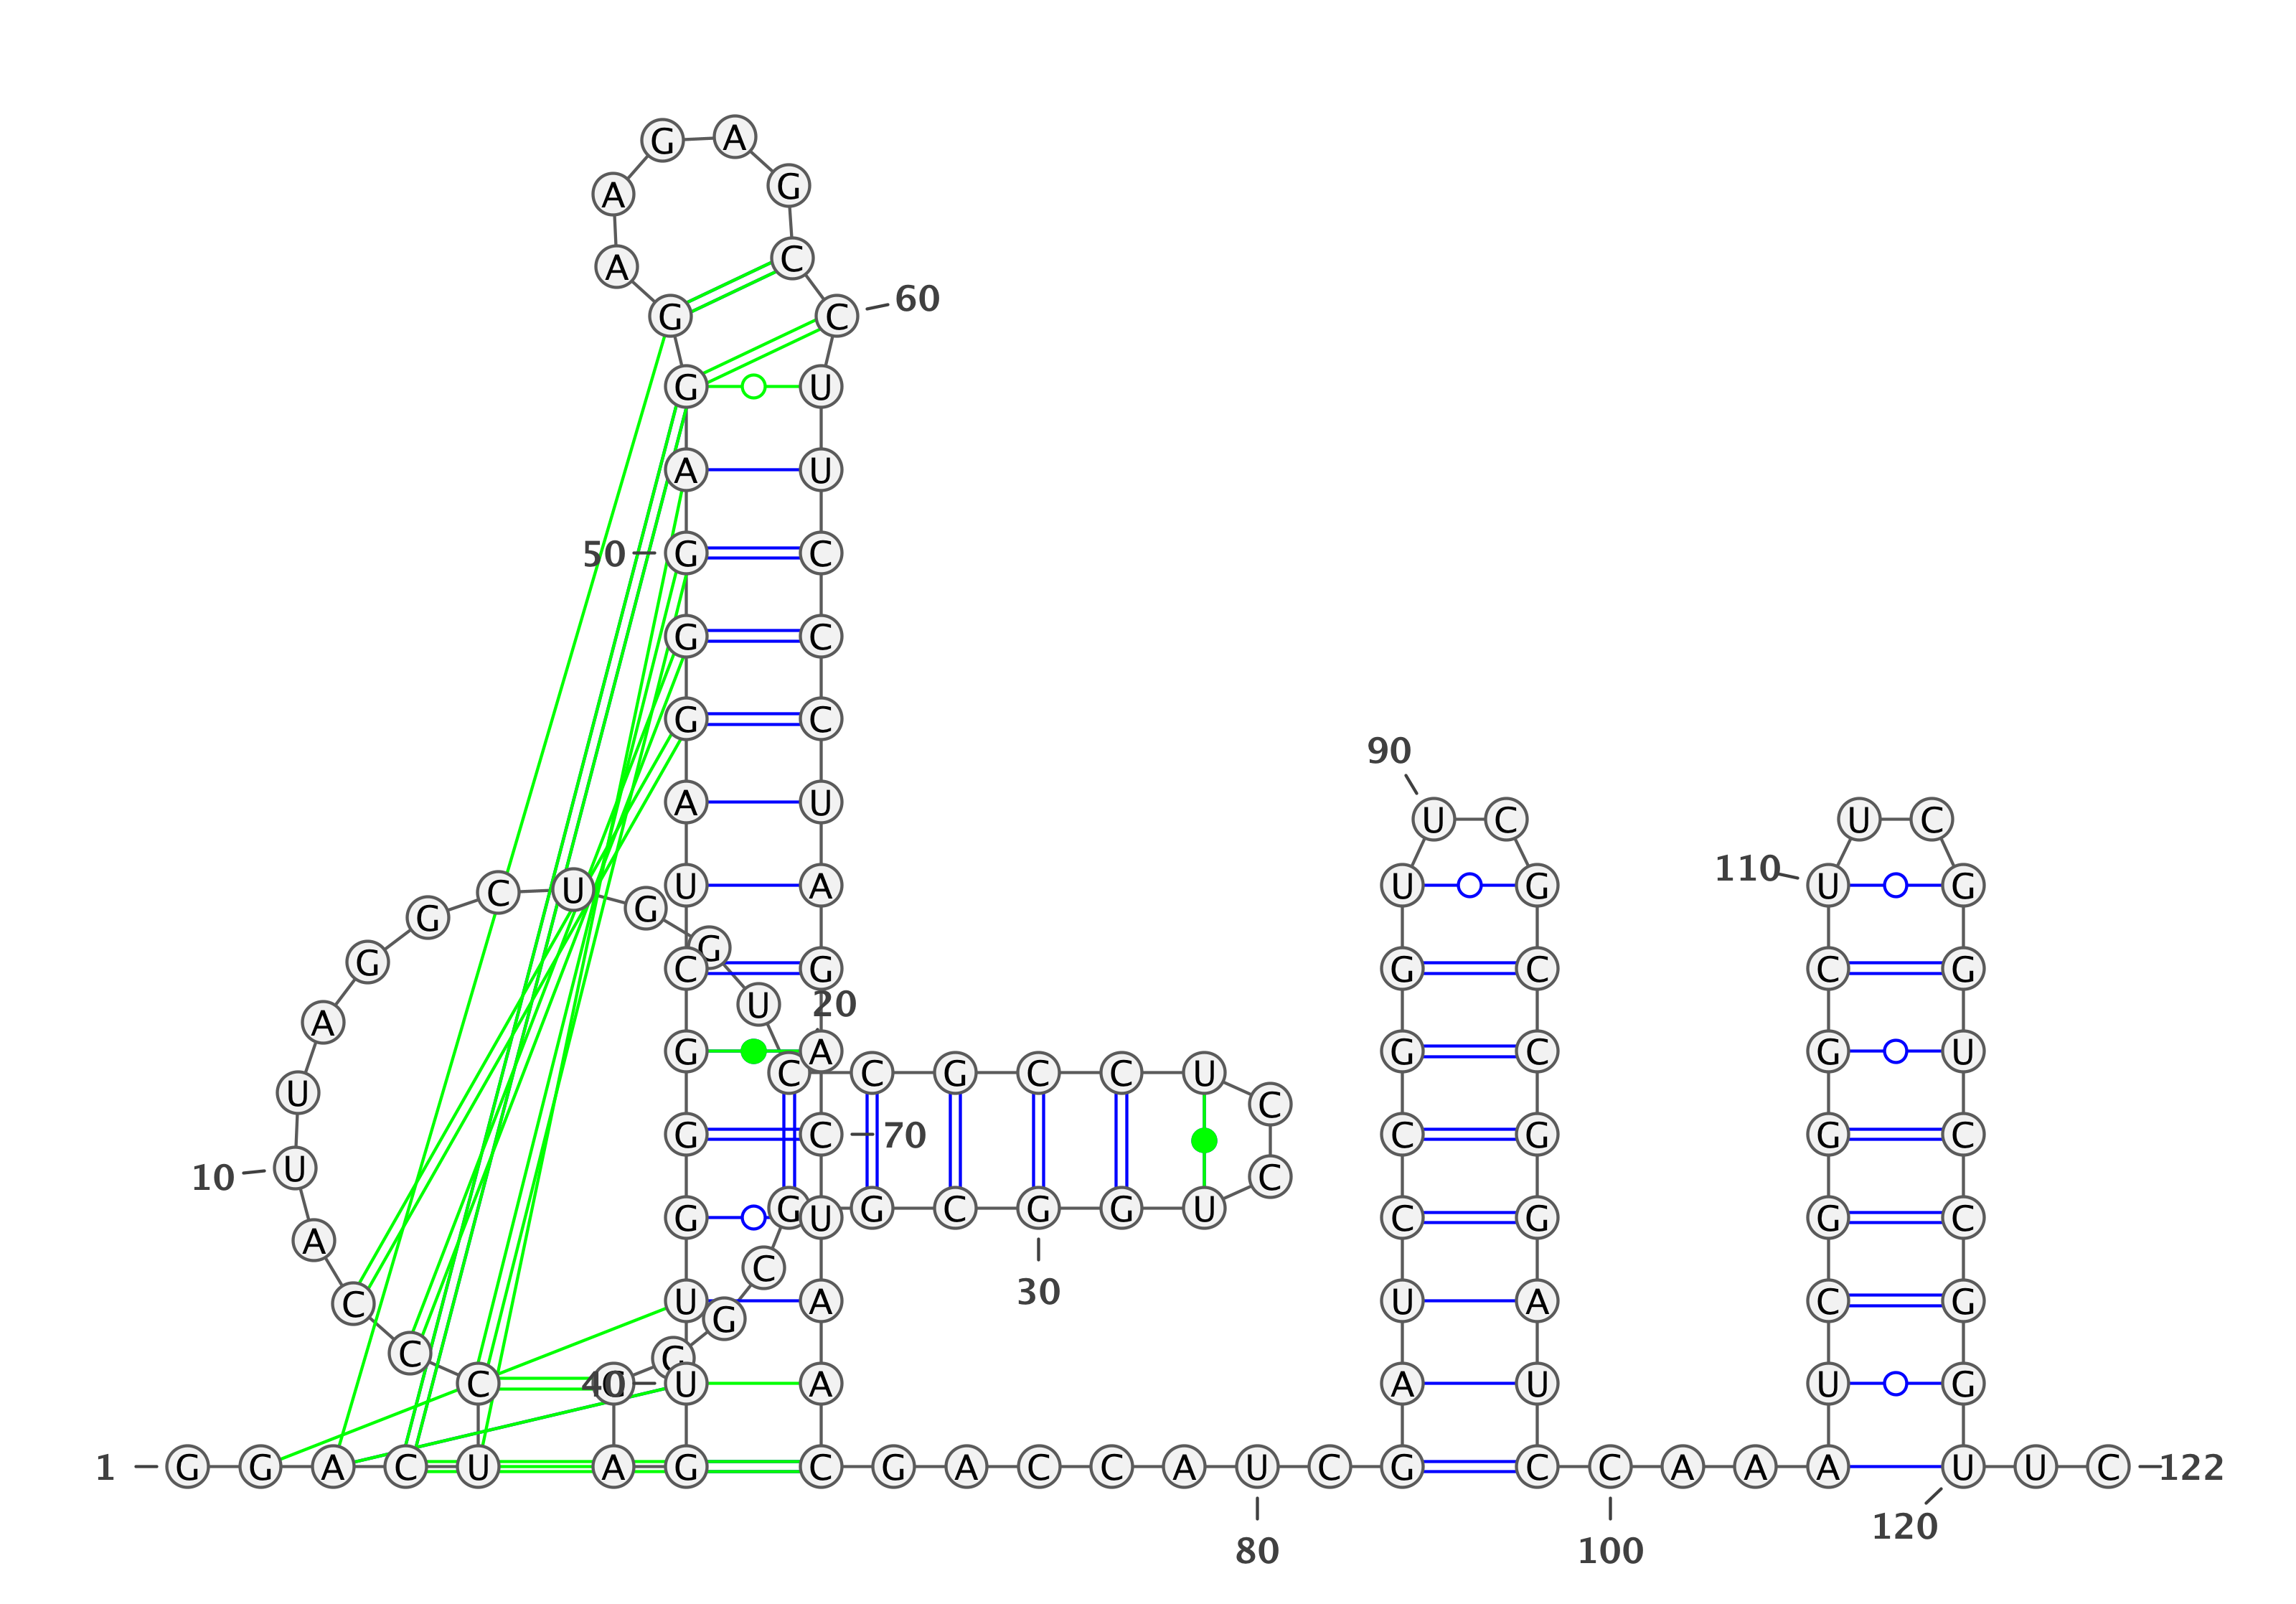 G A
A G
A C
G C 60
G U
A U
50 G C
G C
G C
90
A U
U C U C
C U G U A U G 110 U G
G
G G C G G C C G
U 20
A
G A G C G U
C C G C C U
U C
G C 70 C G G C
10 U C
G G C G G U
G U C G G C
A
C
30
C U G A U A C G
C
C 40 U A A U U G
1 G G A C U A G C G A C C A U C G C C A A A U U C 122
120
80 100